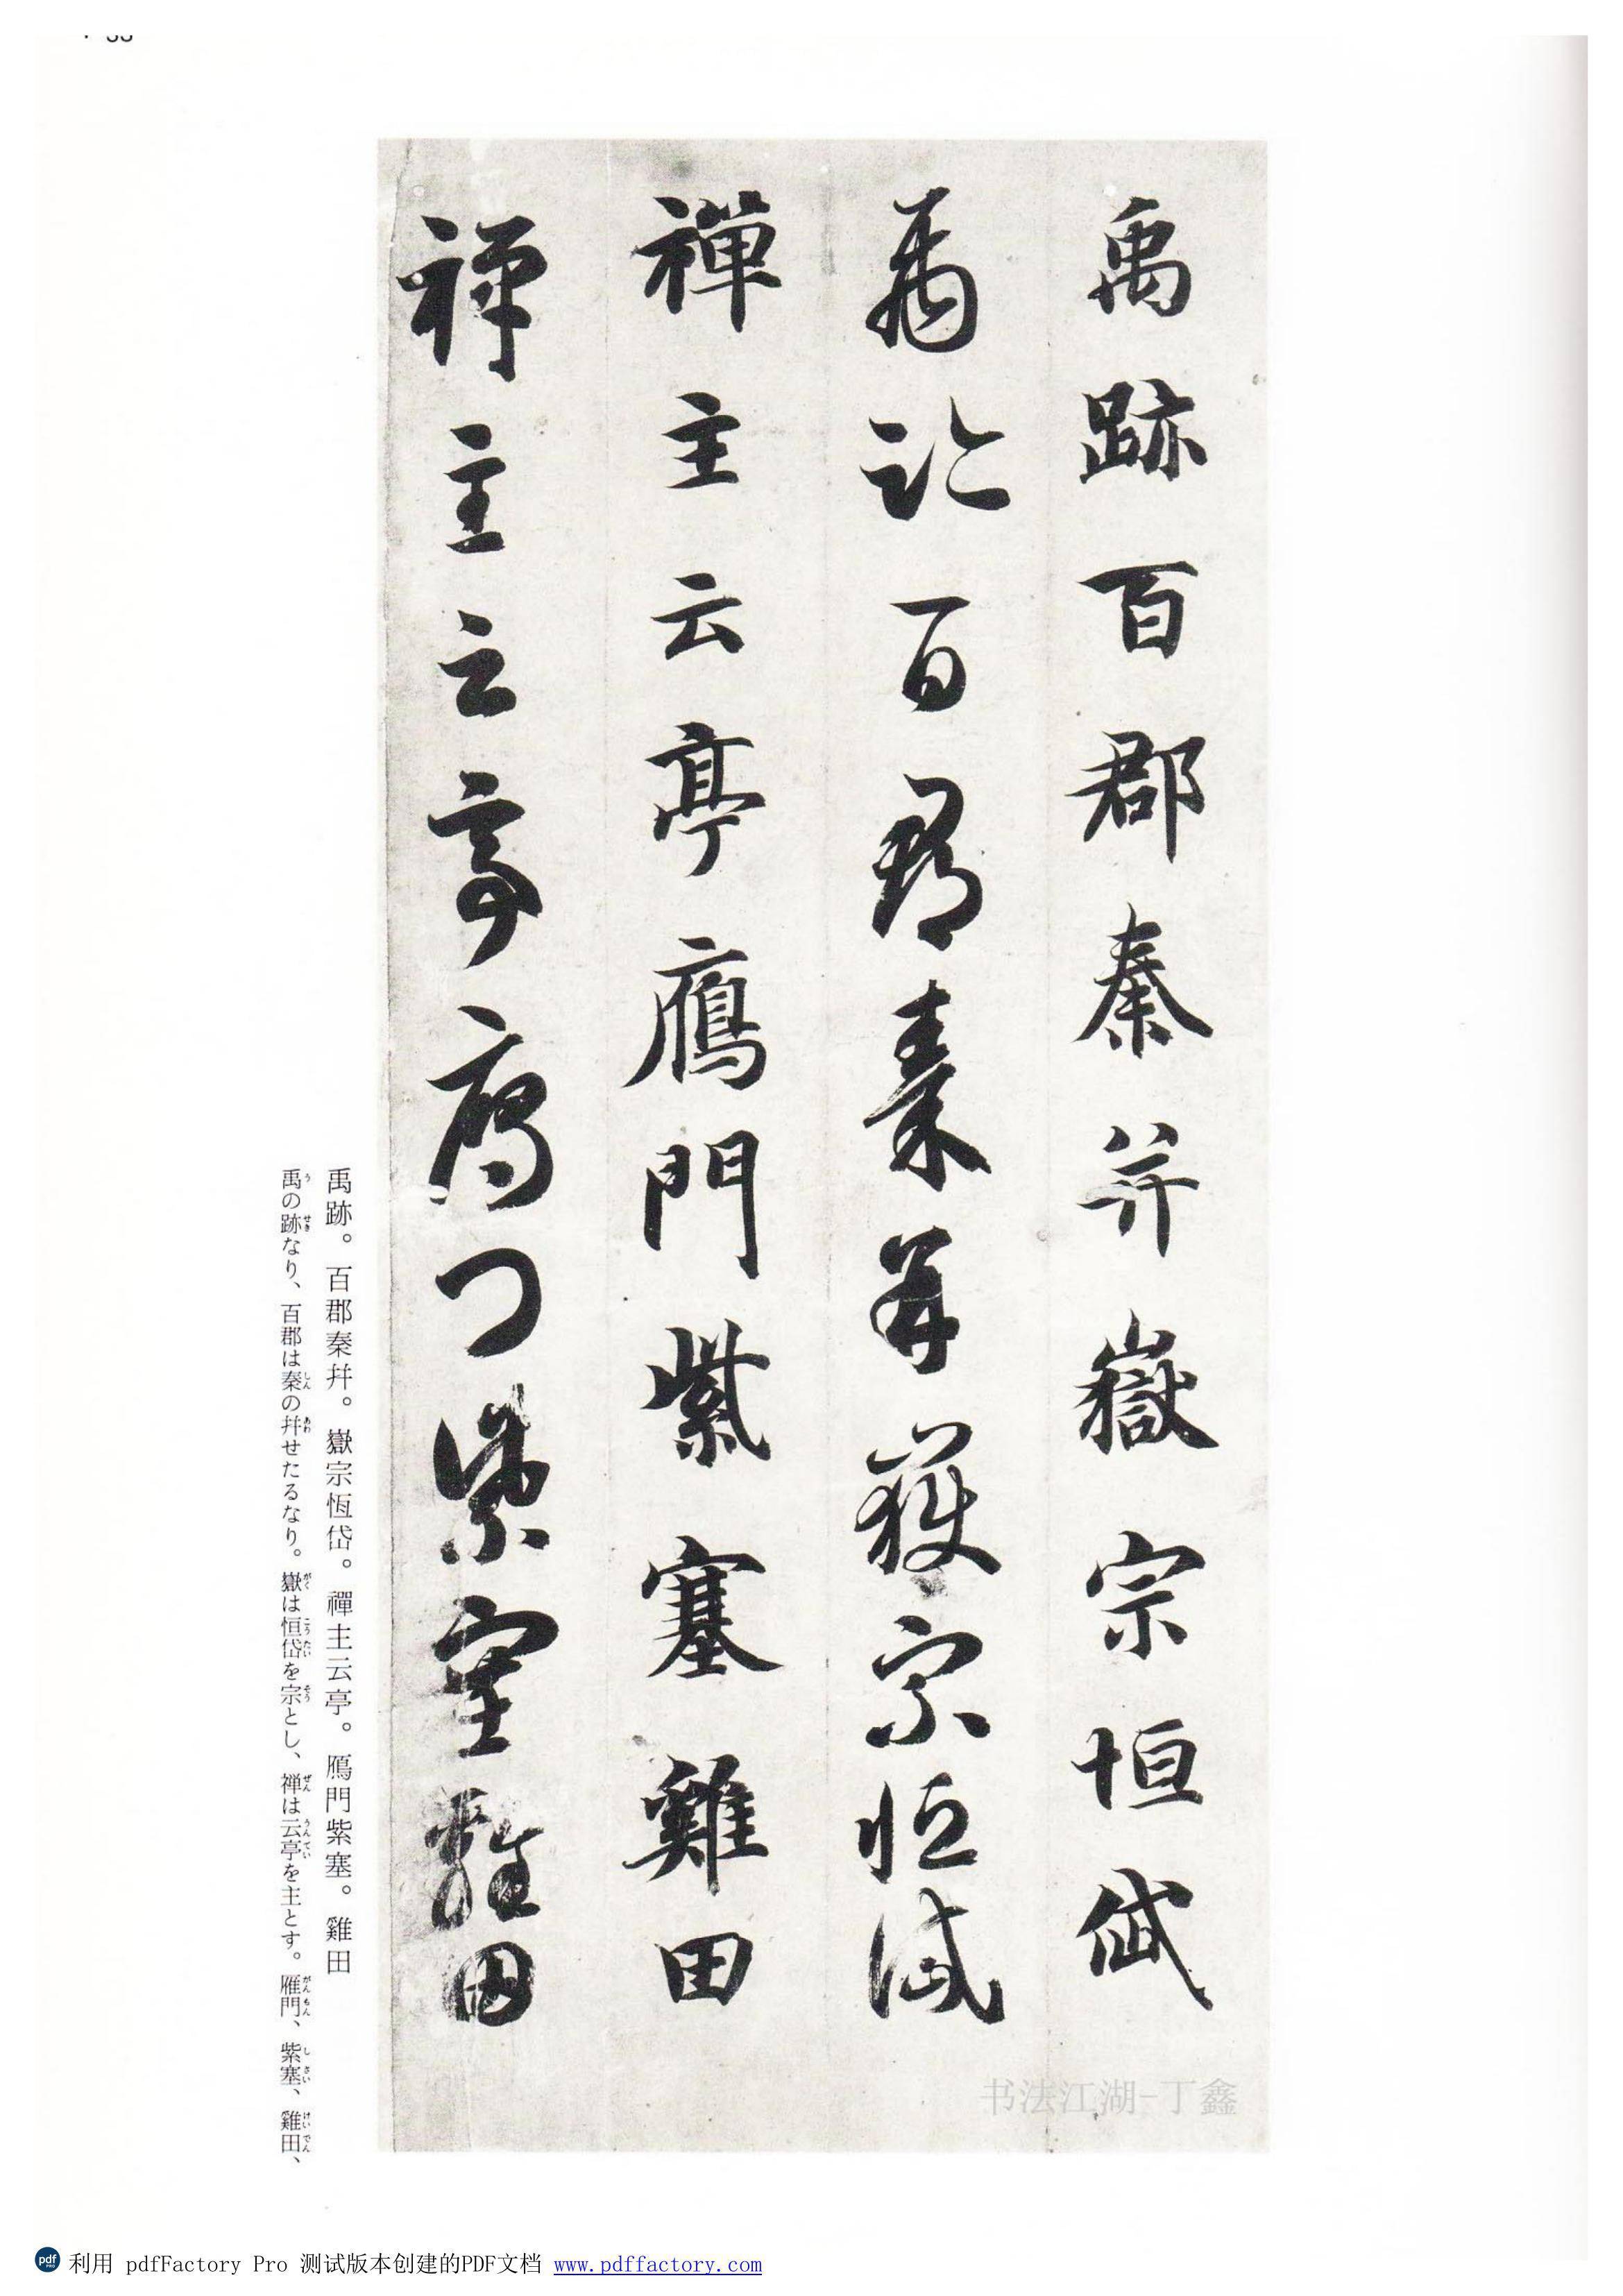 禹跡百郡秦并嶽宗恒岱
禹跡百郡秦并嶽宗恒岱
禪主云亭鴈門紫塞雞田
禪主云亭鴈門紫塞雞田
禹跡。百郡秦幷。嶽宗恆岱。禪主云亭。鴈門紫塞。雞田
禹の跡なり、百郡は秦の幷せたるなり。嶽は恒岱を宗とし、禅は云亭を主とす。雁門、紫塞、雞田、
书法江湖-丁鑫
利用 pdfFactory Pro 测试版本创建的PDF文档 www.pdffactory.com